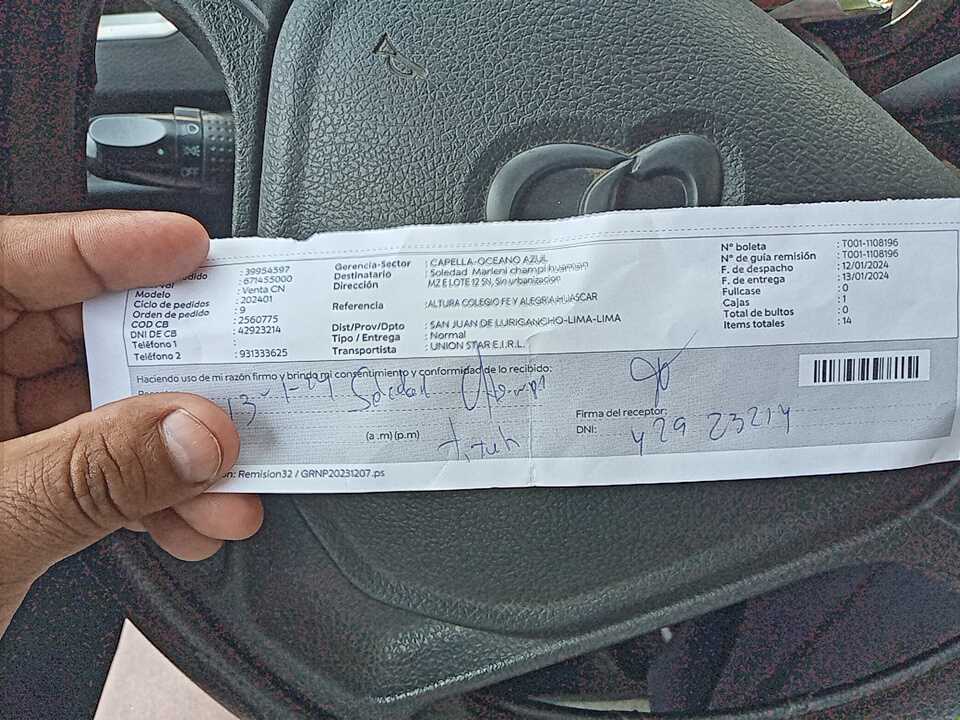 : 39954597
: 671455000
Modelo : Venta CN
Ciclo de pedidos : 202401
Orden de pedido : 9
COD CB : 2560775
DNI DE CB : 42923214
Teléfono 1 :
Teléfono 2 : 931333625
Gerencia-Sector : CAPELLA-OCEANO AZUL
Destinatario : Soledad Marleni champi huaman
Dirección : MZ E LOTE 12 SN, Sin urbanizacion
Referencia : ALTURA COLEGIO FE Y ALEGRIA HUASCAR
Dist/Prov/Dpto : SAN JUAN DE LURIGANCHO-LIMA-LIMA
Tipo / Entrega : Normal
Transportista : UNION STAR E.I.R.L.
N° boleta : T001-1108196
N° de guía remisión : T001-1108196
F. de despacho : 12/01/2024
F. de entrega : 13/01/2024
Fullcase : 0
Cajas : 1
Total de bultos : 0
Items totales : 14
Haciendo uso de mi razón firmo y brindo mi consentimiento y conformidad de lo recibido:
13-1-24 Soledad Champi
(a .m) (p.m)
Firma del receptor:
DNI: 42923214
: Remision32 / GRNP20231207.ps
OFF